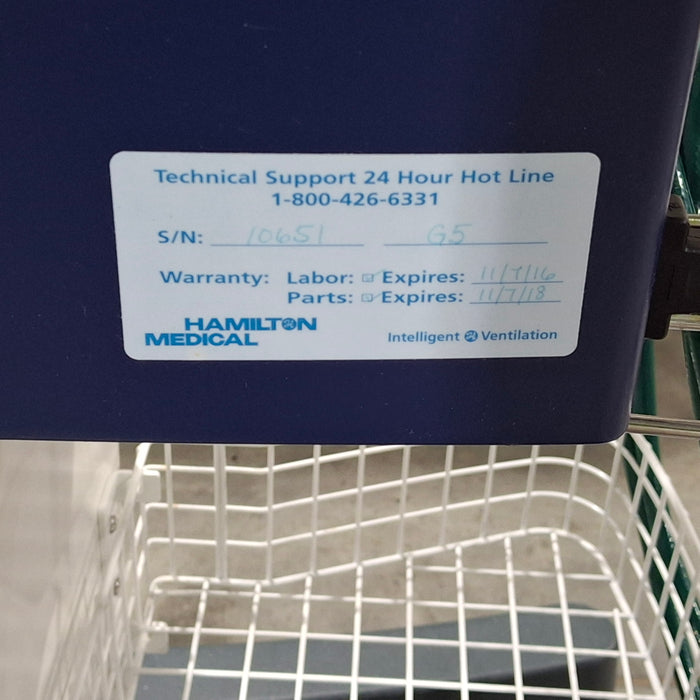 Technical Support 24 Hour Hot Line
1-800-426-6331
S/N: 10651 G5
Warranty: Labor: ☑ Expires: 11/7/16
Parts: ☑ Expires: 11/7/18
HAMILTON
MEDICAL
Intelligent Ventilation